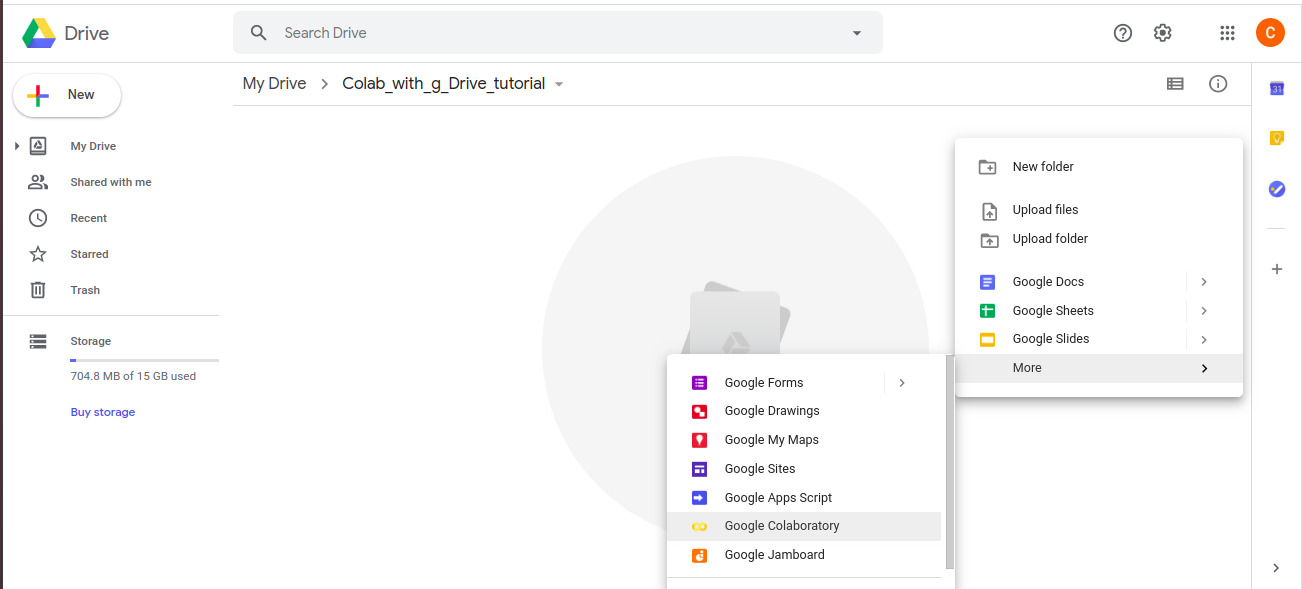 Drive
Search Drive
C
My Drive
Colab_with_g_Drive_tutorial
New
My Drive
Shared with me
Recent
Starred
Trash
Storage
704.8 MB of 15 GB used
Buy storage
31
New folder
Upload files
Upload folder
Google Docs
Google Sheets
Google Slides
More
Google Forms
Google Drawings
Google My Maps
Google Sites
Google Apps Script
Google Colaboratory
Google Jamboard